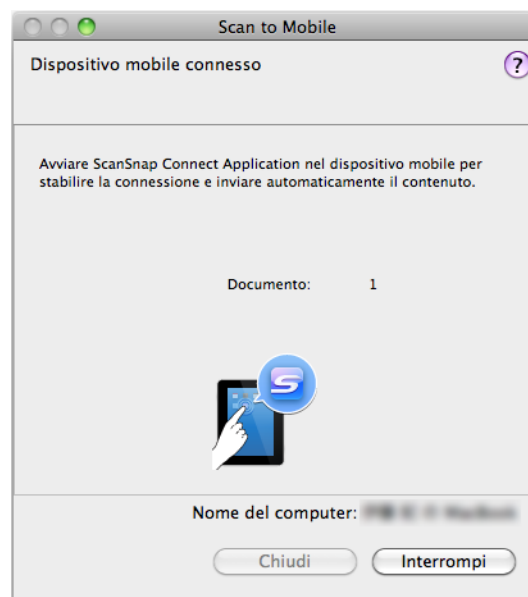 Scan to Mobile
Dispositivo mobile connesso
?
Avviare ScanSnap Connect Application nel dispositivo mobile per
stabilire la connessione e inviare automaticamente il contenuto.
Documento: 1
S
Nome del computer:
Chiudi Interrompi